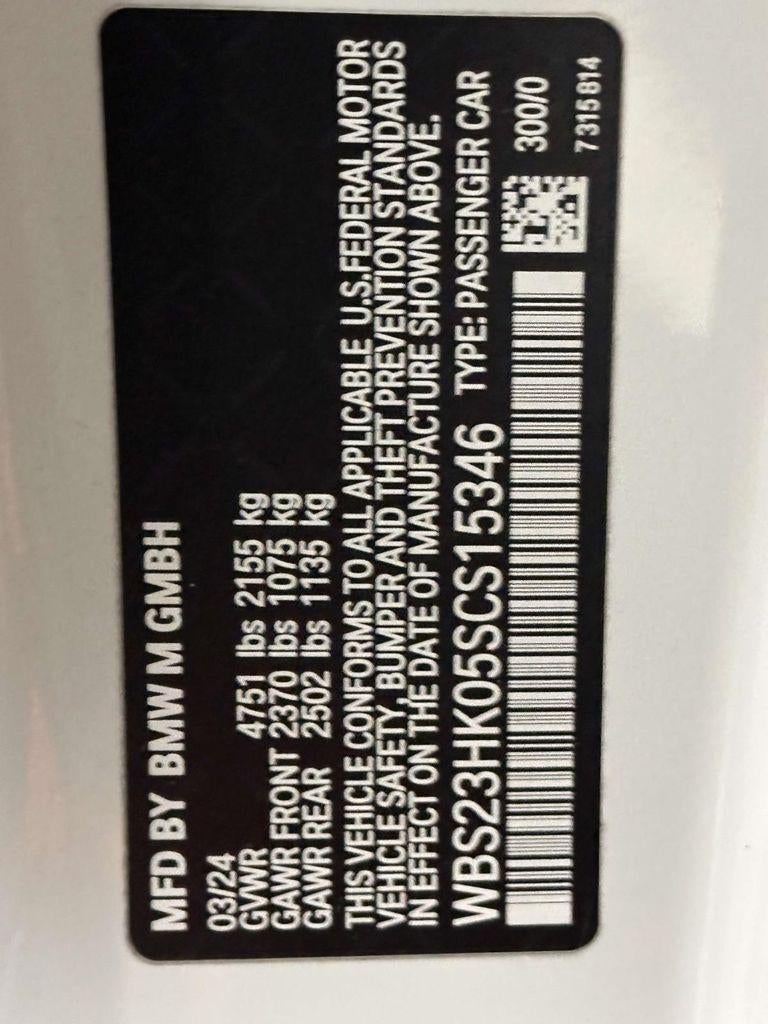 MFD BY BMW M GMBH
03/24
GVWR 4751 lbs 2155 kg
GAWR FRONT 2370 lbs 1075 kg
GAWR REAR 2502 lbs 1135 kg
THIS VEHICLE CONFORMS TO ALL APPLICABLE U.S.FEDERAL MOTOR
VEHICLE SAFETY, BUMPER AND THEFT PREVENTION STANDARDS
IN EFFECT ON THE DATE OF MANUFACTURE SHOWN ABOVE.
WBS23HK05SCS15346 TYPE: PASSENGER CAR
300/0
7315814